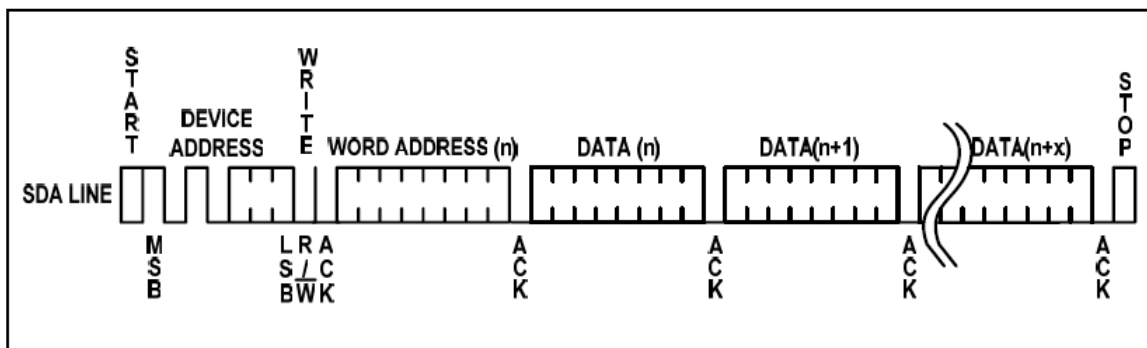 START
WRITE
STOP
DEVICE
ADDRESS
WORD ADDRESS (n)
DATA (n)
DATA(n+1)
DATA(n+x)
SDA LINE
MSB
LSB
R/W
ACK
ACK
ACK
ACK
ACK